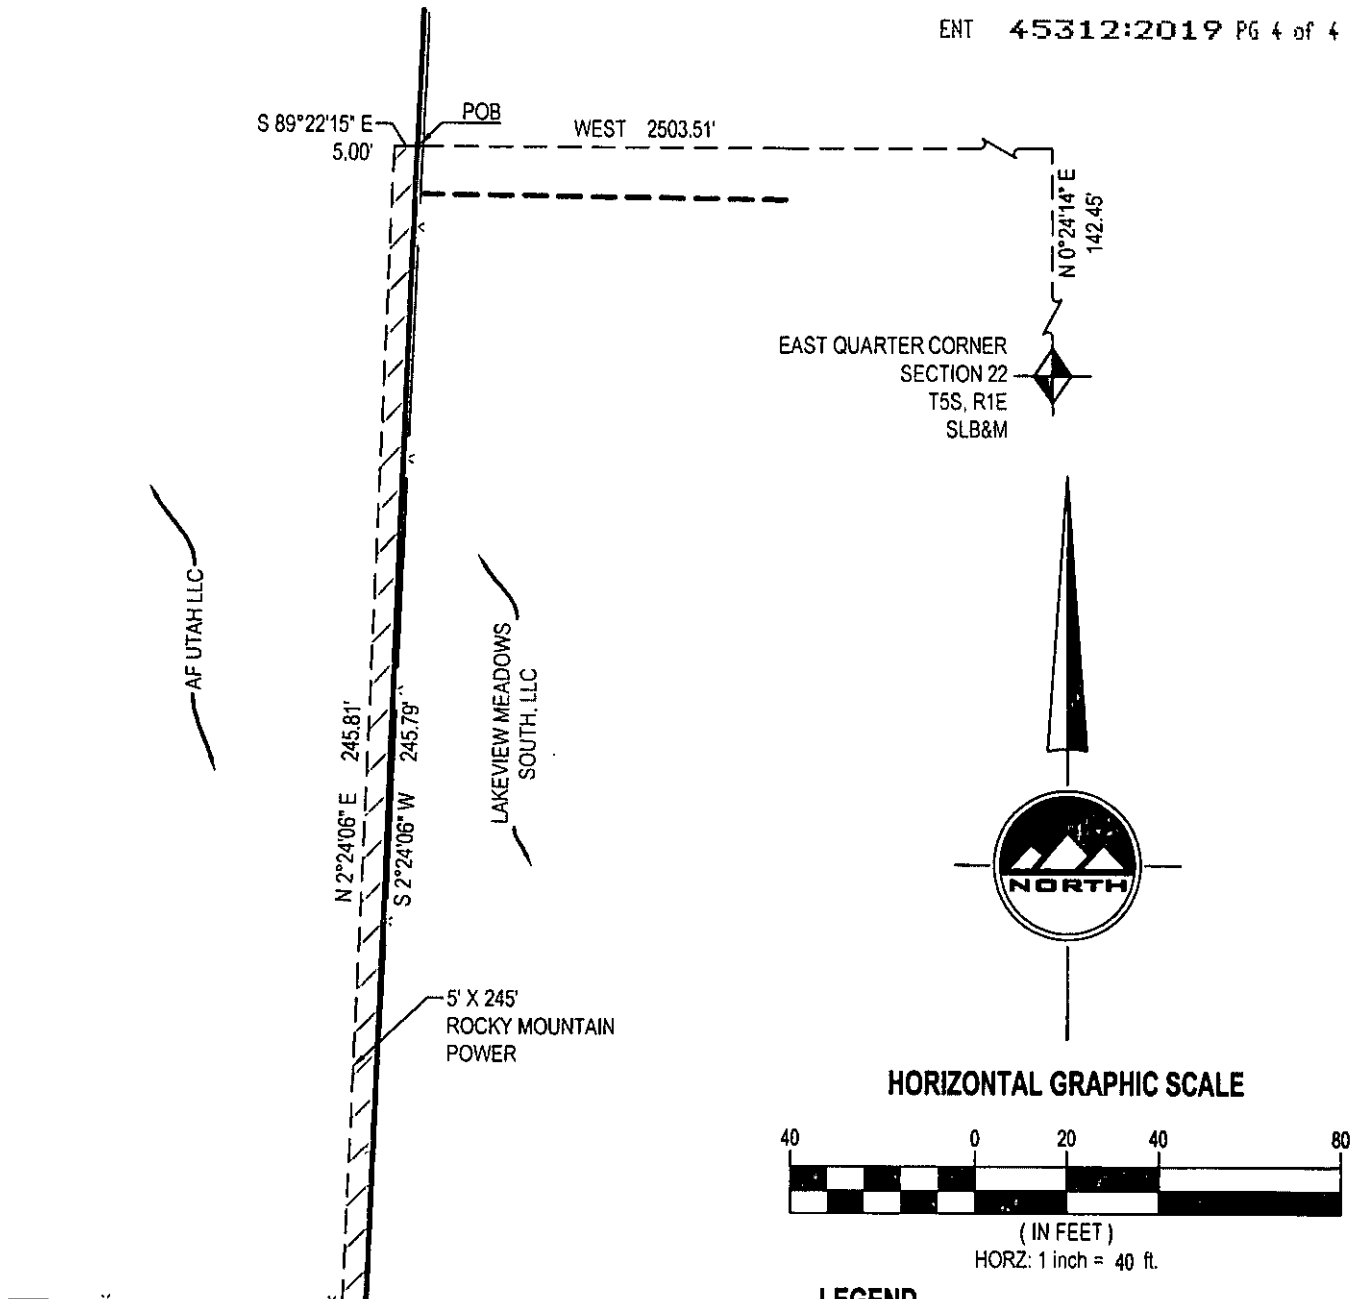 ENT 45312:2019 PG 4 of 4
S 89°22'15" E
5.00'
POB
WEST 2503.51'
N 0°24'14" E
142.45'
EAST QUARTER CORNER
SECTION 22
T5S, R1E
SLB&M
AF UTAH LLC
LAKEVIEW MEADOWS
SOUTH, LLC
N 2°24'06" E 245.81'
S 2°24'06" W 245.79'
5' X 245'
ROCKY MOUNTAIN
POWER
NORTH
HORIZONTAL GRAPHIC SCALE
40 0 20 40 80
( IN FEET )
HORZ: 1 inch = 40 ft.
LEGEND